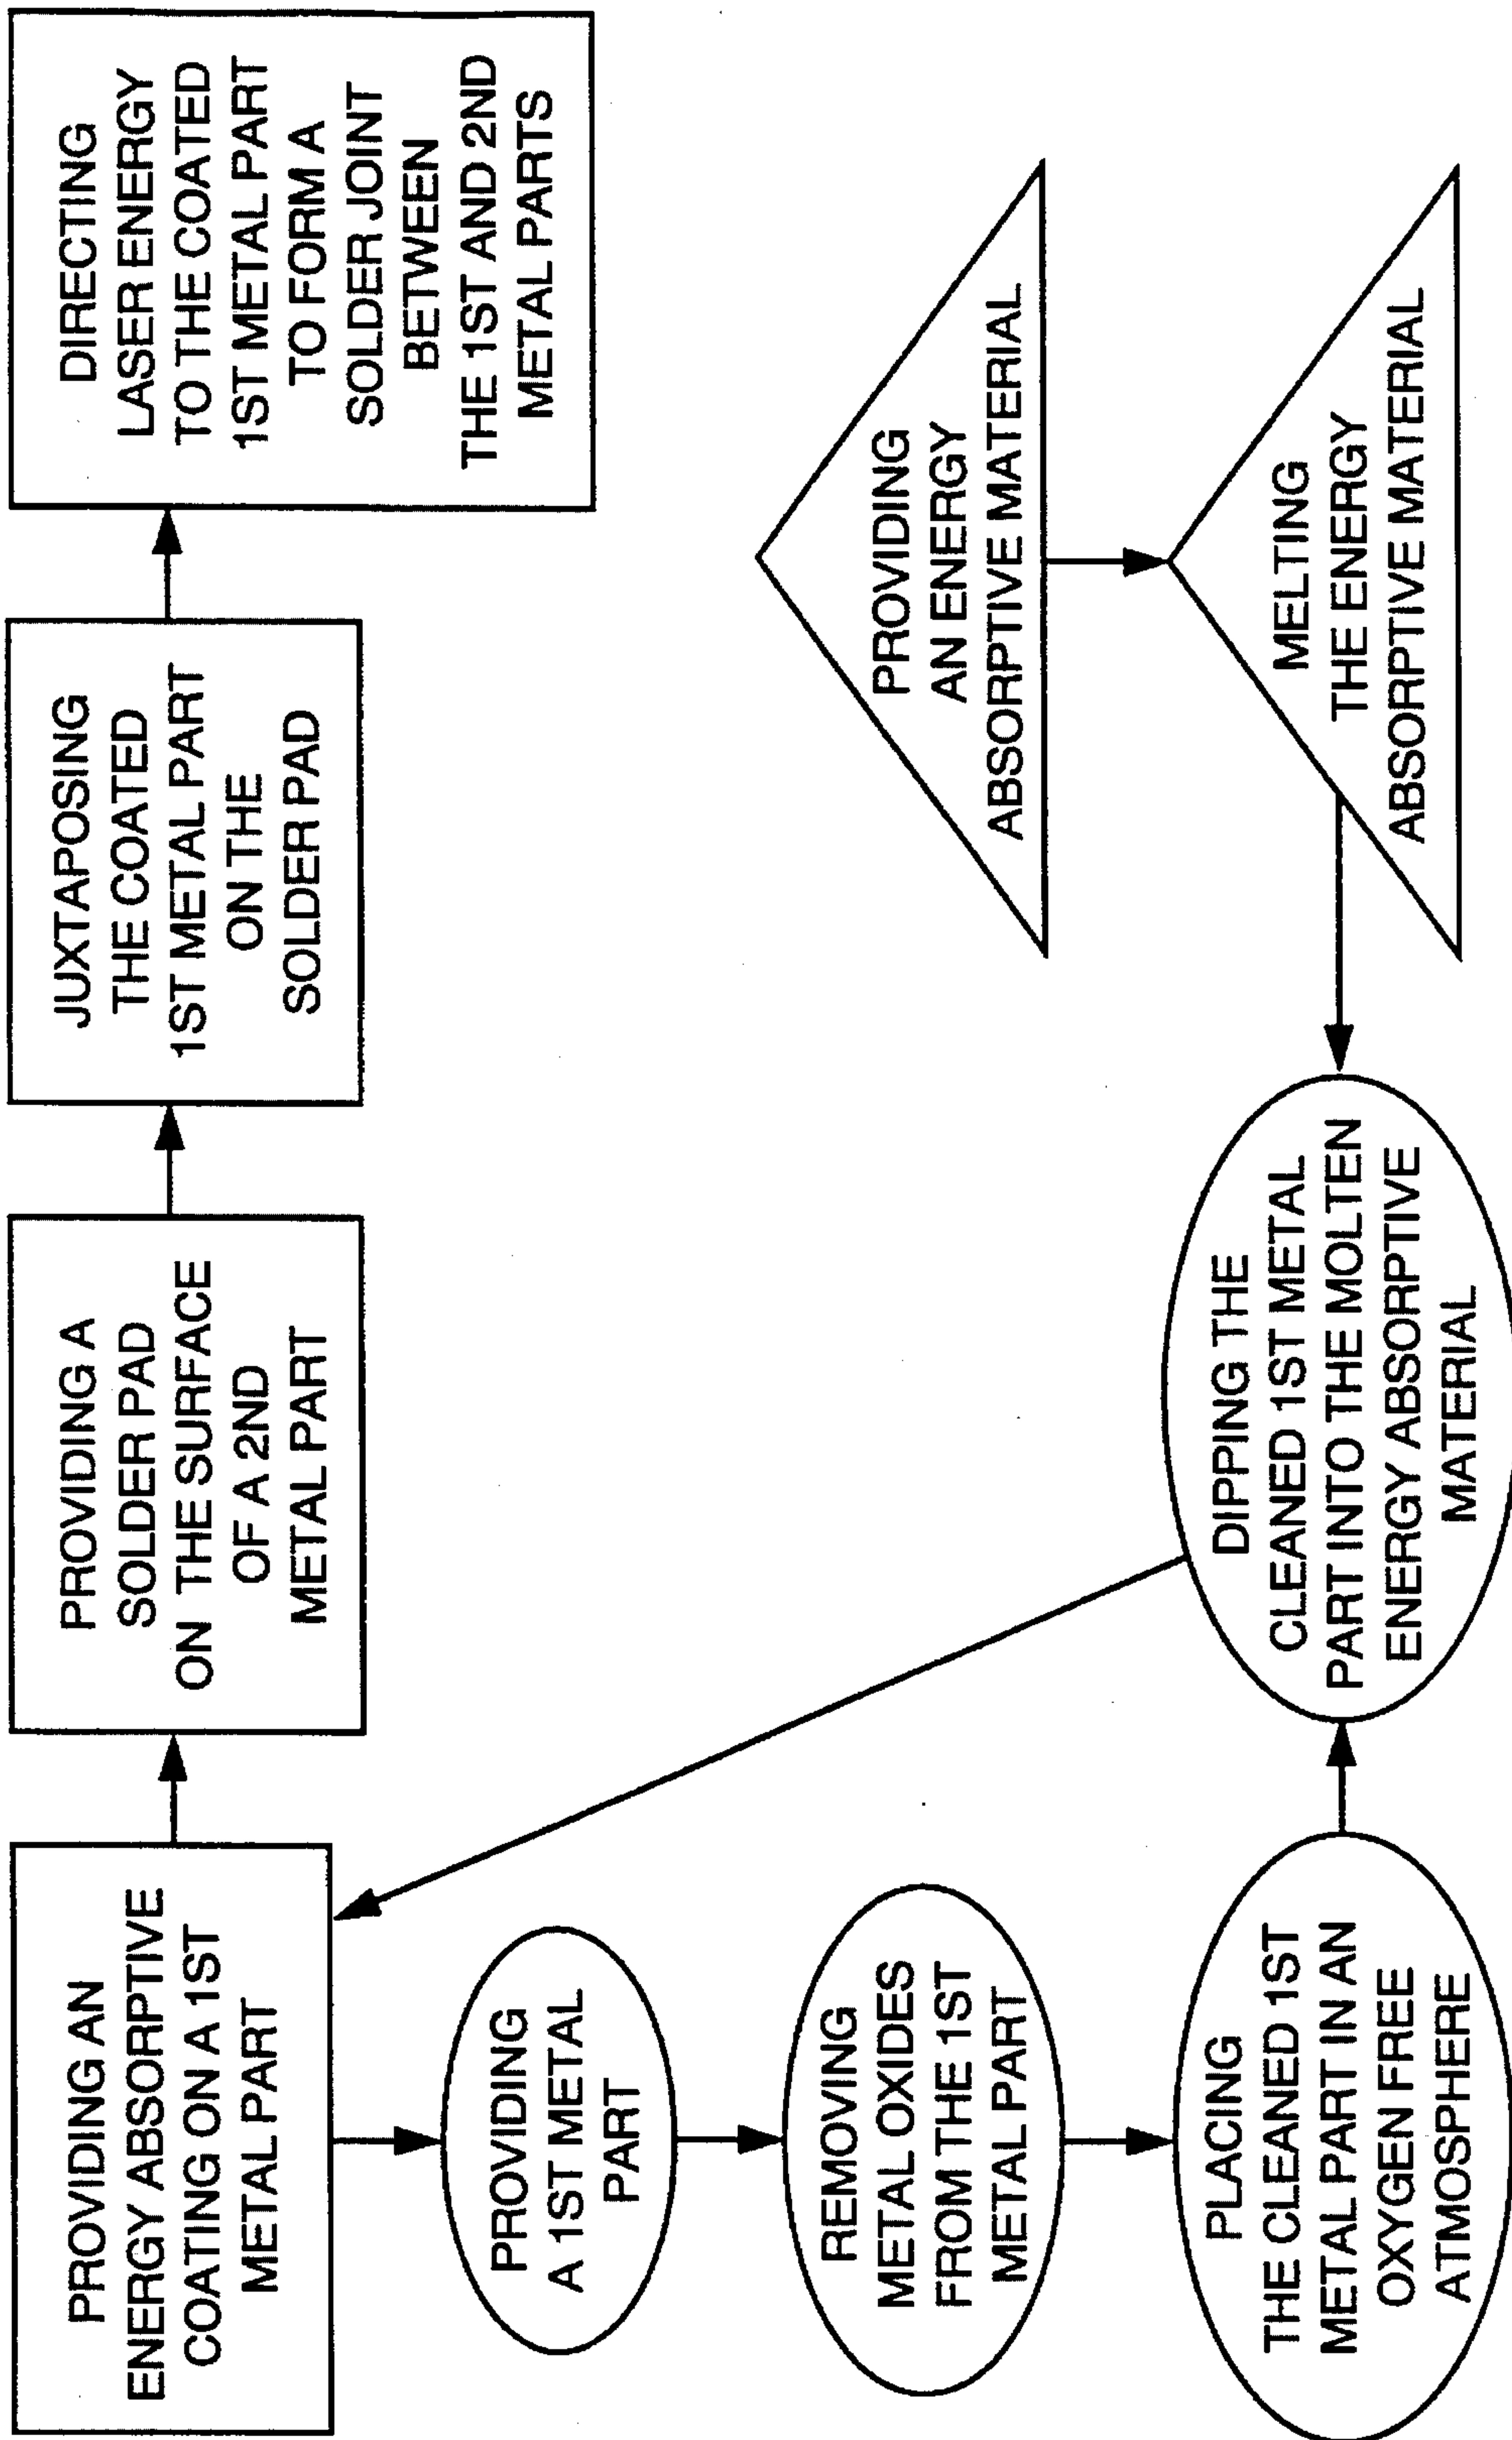 PROVIDING AN
ENERGY ABSORPTIVE
COATING ON A 1ST
METAL PART
PROVIDING A
SOLDER PAD
ON THE SURFACE
OF A 2ND
METAL PART
JUXTAPOSING
THE COATED
1ST METAL PART
ON THE
SOLDER PAD
DIRECTING
LASER ENERGY
TO THE COATED
1ST METAL PART
TO FORM A
SOLDER JOINT
BETWEEN
THE 1ST AND 2ND
METAL PARTS
PROVIDING
A 1ST METAL
PART
REMOVING
METAL OXIDES
FROM THE 1ST
METAL PART
PLACING
THE CLEANED 1ST
METAL PART IN AN
OXYGEN FREE
ATMOSPHERE
DIPPING THE
CLEANED 1ST METAL
PART INTO THE MOLTEN
ENERGY ABSORPTIVE
MATERIAL
PROVIDING
AN ENERGY
ABSORPTIVE MATERIAL
MELTING
THE ENERGY
ABSORPTIVE MATERIAL